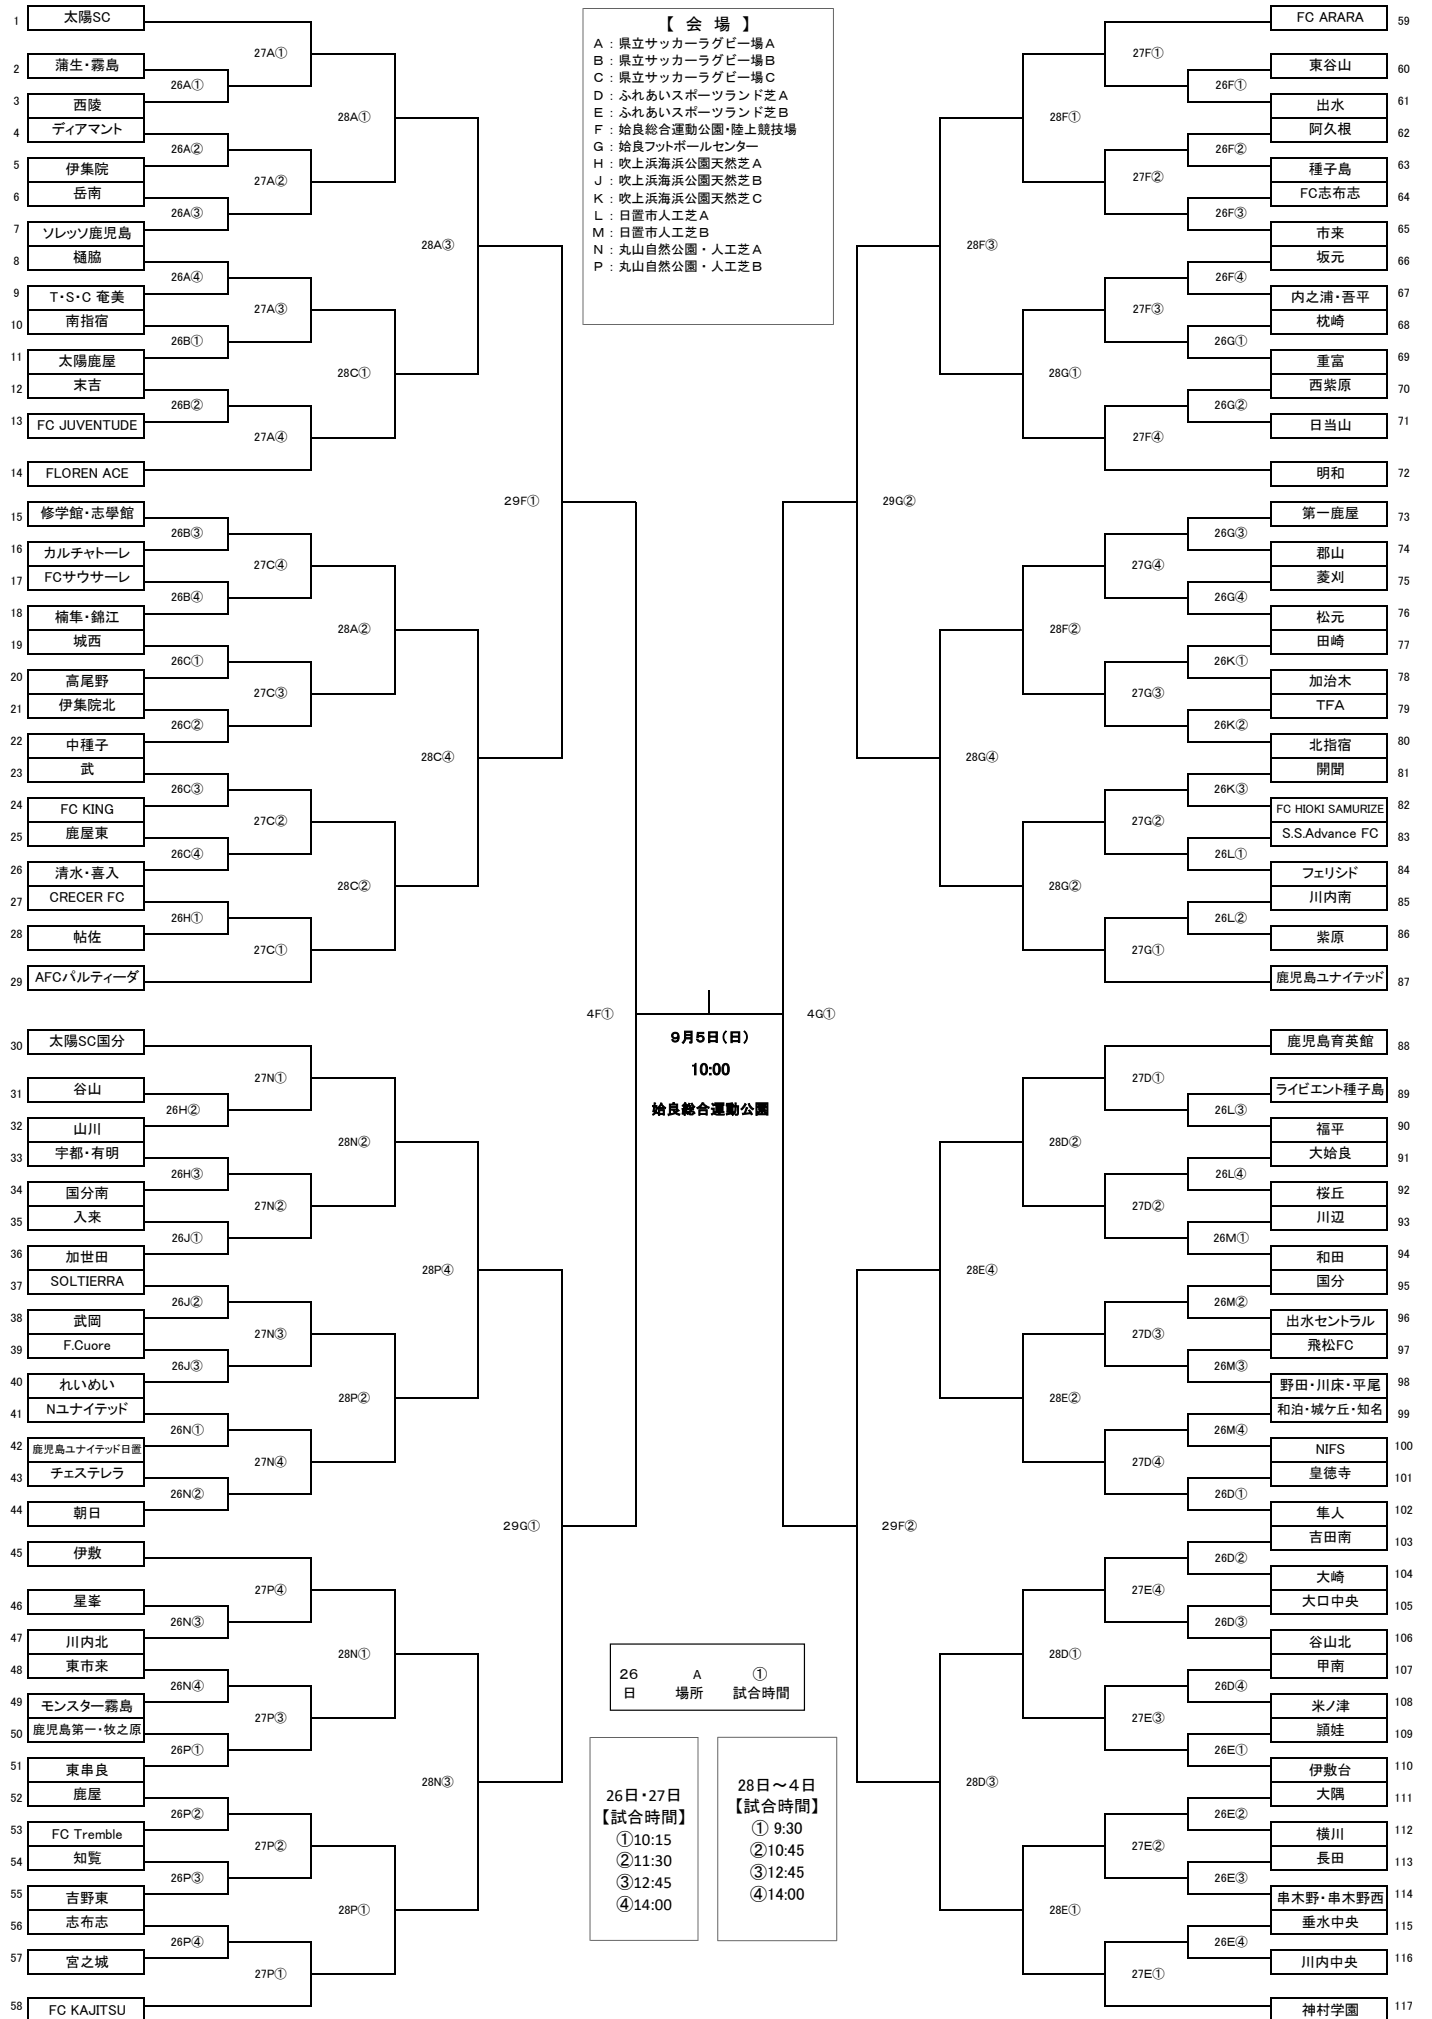 1 太陽SC
27A①
2 蒲生・霧島
26A①
3 西陵
28A①
4 ディアマント
26A②
5 伊集院
27A②
6 岳南
26A③
7 ソレッソ鹿児島
28A③
8 樋脇
26A④
9 T・S・C 奄美
27A③
10 南指宿
26B①
11 太陽鹿屋
28C①
12 末吉
26B②
13 FC JUVENTUDE
27A④
14 FLOREN ACE
29F①
15 修学館・志學館
26B③
16 カルチャトーレ
27C④
17 FCサウサーレ
26B④
18 楠隼・錦江
28A②
19 城西
26C①
20 高尾野
27C③
21 伊集院北
26C②
22 中種子
28C④
23 武
26C③
24 FC KING
27C②
25 鹿屋東
26C④
26 清水・喜入
28C②
27 CRECER FC
26H①
28 帖佐
27C①
29 AFCパルティーダ
4F①
30 太陽SC国分
27N①
31 谷山
26H②
32 山川
28N②
33 宇都・有明
26H③
34 国分南
27N②
35 入来
26J①
36 加世田
28P④
37 SOLTIERRA
26J②
38 武岡
27N③
39 F.Cuore
26J③
40 れいめい
28P②
41 Nユナイテッド
26N①
42 鹿児島ユナイテッド日置
27N④
43 チェステレラ
26N②
44 朝日
29G①
45 伊敷
27P④
46 星峯
26N③
47 川内北
28N①
48 東市来
26N④
49 モンスター霧島
27P③
50 鹿児島第一・牧之原
26P①
51 東串良
28N③
52 鹿屋
26P②
53 FC Tremble
27P②
54 知覧
26P③
55 吉野東
28P①
56 志布志
26P④
57 宮之城
27P①
58 FC KAJITSU
【 会 場 】
A : 県立サッカーラグビー場A
B : 県立サッカーラグビー場B
C : 県立サッカーラグビー場C
D : ふれあいスポーツランド芝A
E : ふれあいスポーツランド芝B
F : 姶良総合運動公園・陸上競技場
G : 姶良フットボールセンター
H : 吹上浜海浜公園天然芝A
J : 吹上浜海浜公園天然芝B
K : 吹上浜海浜公園天然芝C
L : 日置市人工芝A
M : 日置市人工芝B
N : 丸山自然公園・人工芝A
P : 丸山自然公園・人工芝B
9月5日(日)
10:00
姶良総合運動公園
26 A ①
日 場所 試合時間
26日・27日
【試合時間】
①10:15
②11:30
③12:45
④14:00
28日～4日
【試合時間】
① 9:30
②10:45
③12:45
④14:00
FC ARARA 59
27F①
東谷山 60
26F①
出水 61
28F①
阿久根 62
26F②
種子島 63
27F②
FC志布志 64
26F③
市来 65
28F③
坂元 66
26F④
内之浦・吾平 67
27F③
枕崎 68
26G①
重富 69
28G①
西紫原 70
26G②
日当山 71
27F④
明和 72
29G②
第一鹿屋 73
26G③
郡山 74
27G④
菱刈 75
26G④
松元 76
28F②
田崎 77
26K①
加治木 78
27G③
TFA 79
26K②
北指宿 80
28G④
開聞 81
26K③
FC HIOKI SAMURIZE 82
27G②
S.S.Advance FC 83
26L①
フェリシド 84
28G②
川内南 85
26L②
紫原 86
27G①
鹿児島ユナイテッド 87
4G①
鹿児島育英館 88
27D①
ライビエント種子島 89
26L③
福平 90
28D②
大姶良 91
26L④
桜丘 92
27D②
川辺 93
26M①
和田 94
28E④
国分 95
26M②
出水セントラル 96
27D③
飛松FC 97
26M③
野田・川床・平尾 98
28E②
和泊・城ケ丘・知名 99
26M④
NIFS 100
27D④
皇徳寺 101
26D①
隼人 102
29F②
吉田南 103
26D②
大崎 104
27E④
大口中央 105
26D③
谷山北 106
28D①
甲南 107
26D④
米ノ津 108
27E③
頴娃 109
26E①
伊敷台 110
28D③
大隅 111
26E②
横川 112
27E②
長田 113
26E③
串木野・串木野西 114
28E①
垂水中央 115
26E④
川内中央 116
27E①
神村学園 117